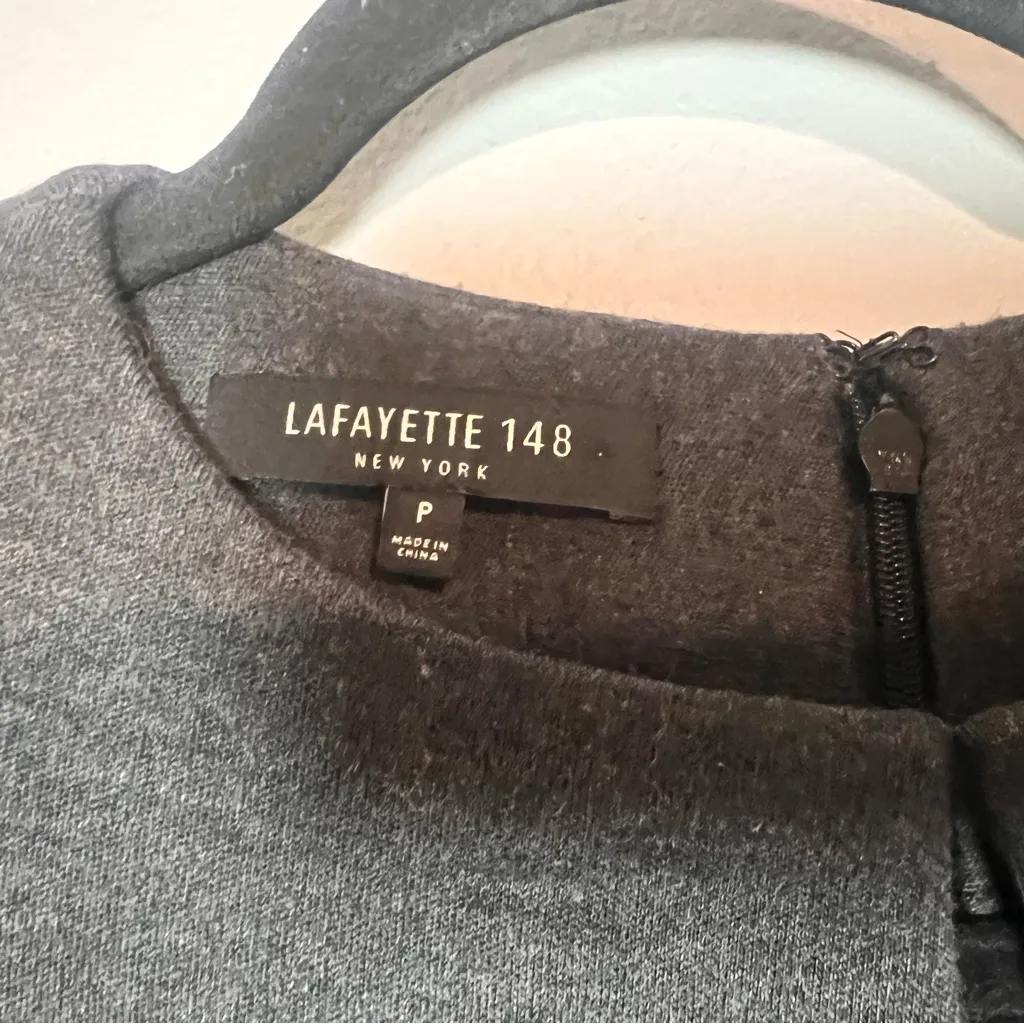 LAFAYETTE 148
NEW YORK
P
MADE IN
CHINA